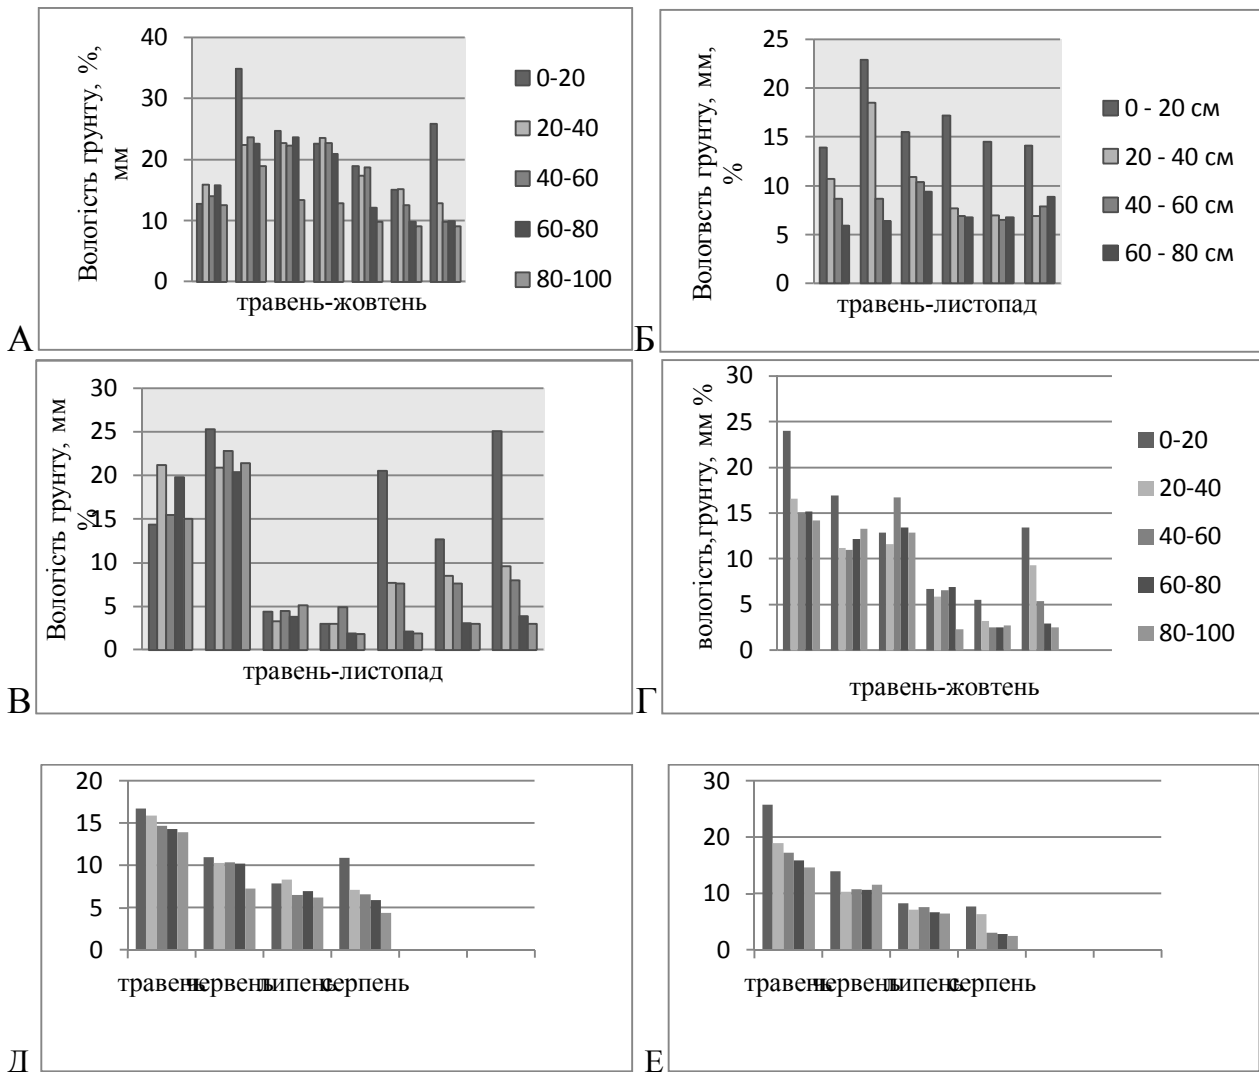 Вологість грунту, %,
мм
40
30
20
10
0
травень-жовтень
0-20
20-40
40-60
60-80
80-100
А
Вологвсть грунту, мм,
%
25
20
15
10
5
0
травень-листопад
0 - 20 см
20 - 40 см
40 - 60 см
60 - 80 см
Б
Вологість грунту, мм
%
30
25
20
15
10
5
0
травень-листопад
В
вологість,грунту, мм %
30
25
20
15
10
5
0
травень-жовтень
0-20
20-40
40-60
60-80
80-100
Г
20
15
10
5
0
травень червень липень серпень
Д
30
20
10
0
травень червень липень серпень
Е